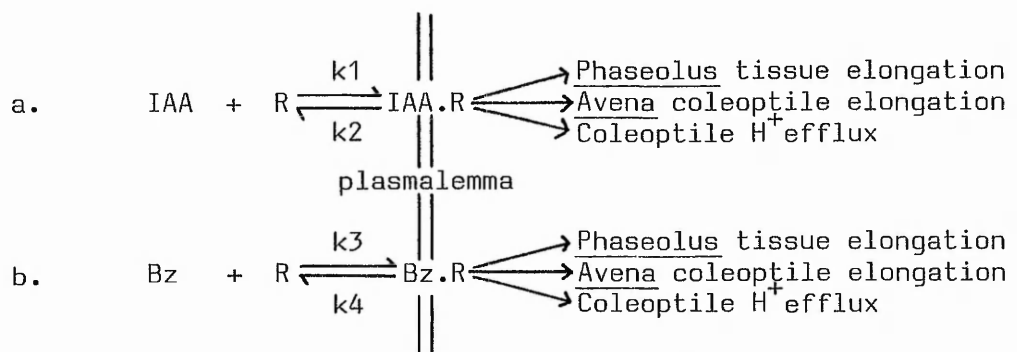 k1
Phaseolus tissue elongation
a. IAA + R IAA.R Avena coleoptile elongation
k2 Coleoptile H+efflux
plasmalemma
k3
Phaseolus tissue elongation
b. Bz + R Bz.R Avena coleoptile elongation
k4 Coleoptile H+efflux